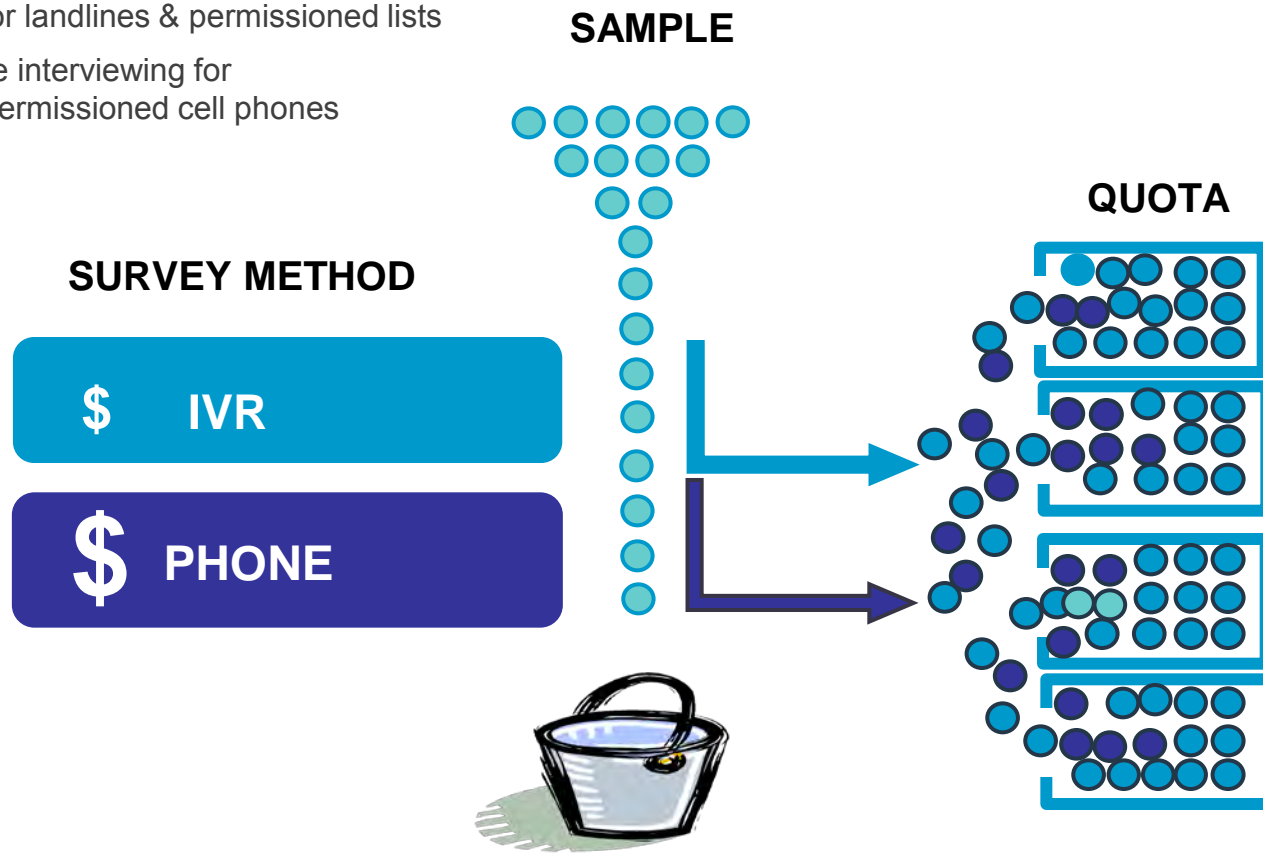 or landlines & permissioned lists
e interviewing for
ermissioned cell phones
SAMPLE
QUOTA
SURVEY METHOD
$ IVR
$ PHONE